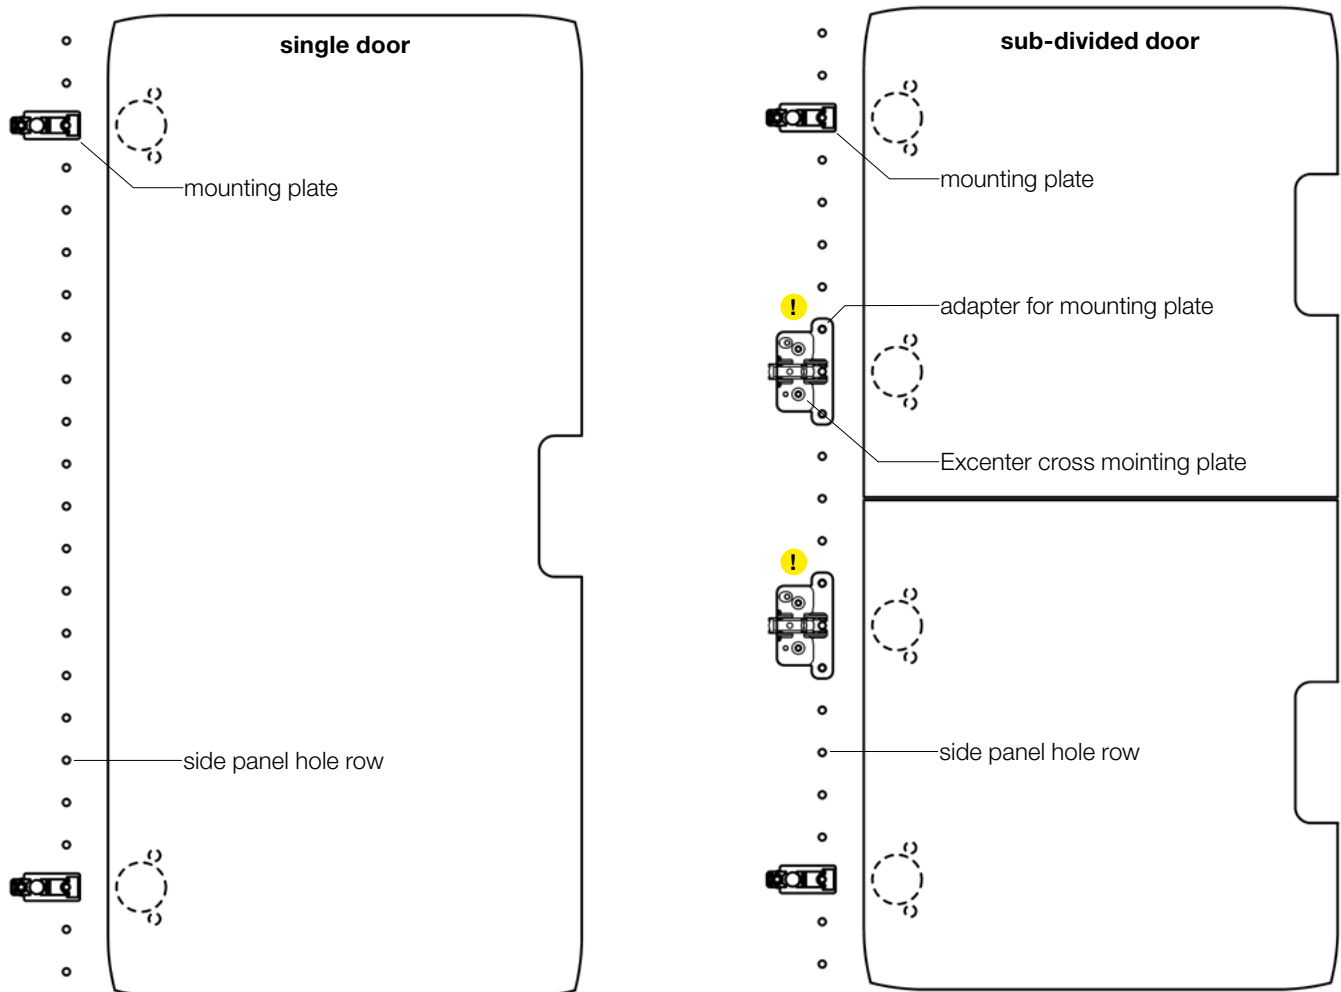 single door
mounting plate
side panel hole row
sub-divided door
mounting plate
!
adapter for mounting plate
Excenter cross mointing plate
!
side panel hole row